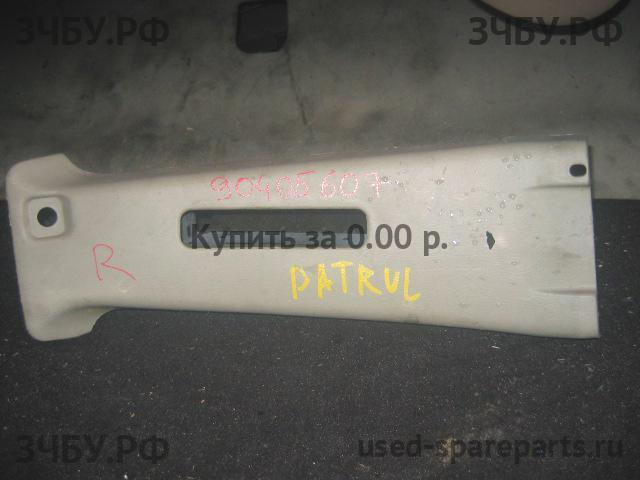 ЗЧБУ.РФ
ЗЧБУ.РФ
90405607
Купить за 0.00 р.
R
PATRUL
ЗЧБУ.РФ
used-spareparts.ru